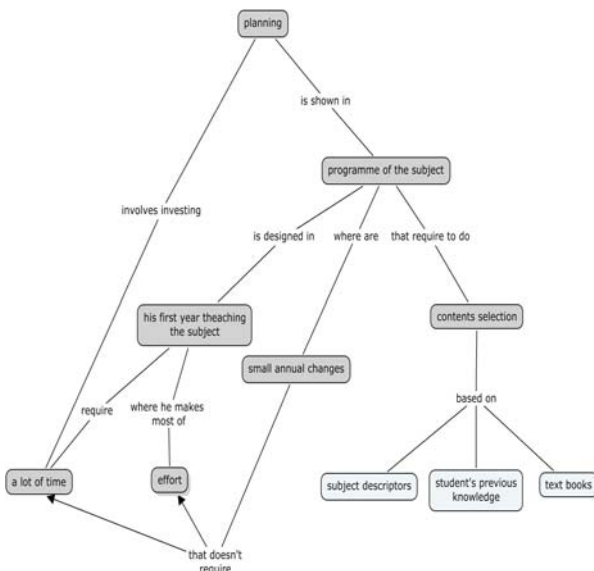 planning
is shown in
programme of the subject
involves investing
is designed in
where are
that require to do
his first year theaching
the subject
contents selection
small annual changes
require
where he makes
most of
based on
a lot of time
effort
subject descriptors
student's previous
knowledge
text books
that doesn't
require